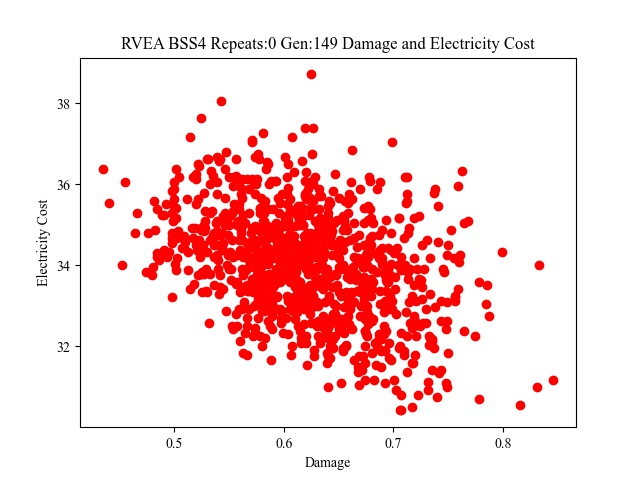 RVEA BSS4 Repeats:0 Gen:149 Damage and Electricity Cost
38
36
34
32
Electricity Cost
0.5 0.6 0.7 0.8
Damage